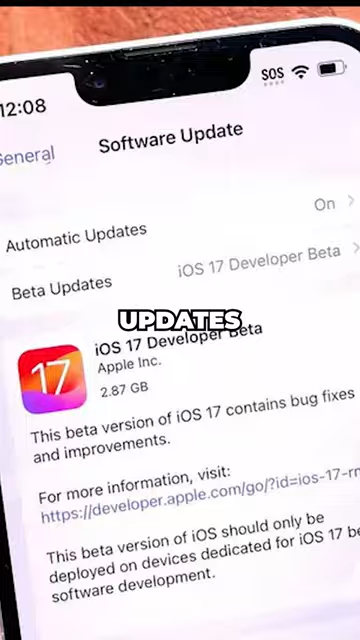 12:08
SOS
General
Software Update
Automatic Updates
On
Beta Updates
iOS 17 Developer Beta
UPDATES
iOS 17 Developer Beta
17
Apple Inc.
2.87 GB
This beta version of iOS 17 contains bug fixes
and improvements.
For more information, visit:
https://developer.apple.com/go/?id=ios-17-r
This beta version of iOS should only be
deployed on devices dedicated for iOS 17 be
software development.